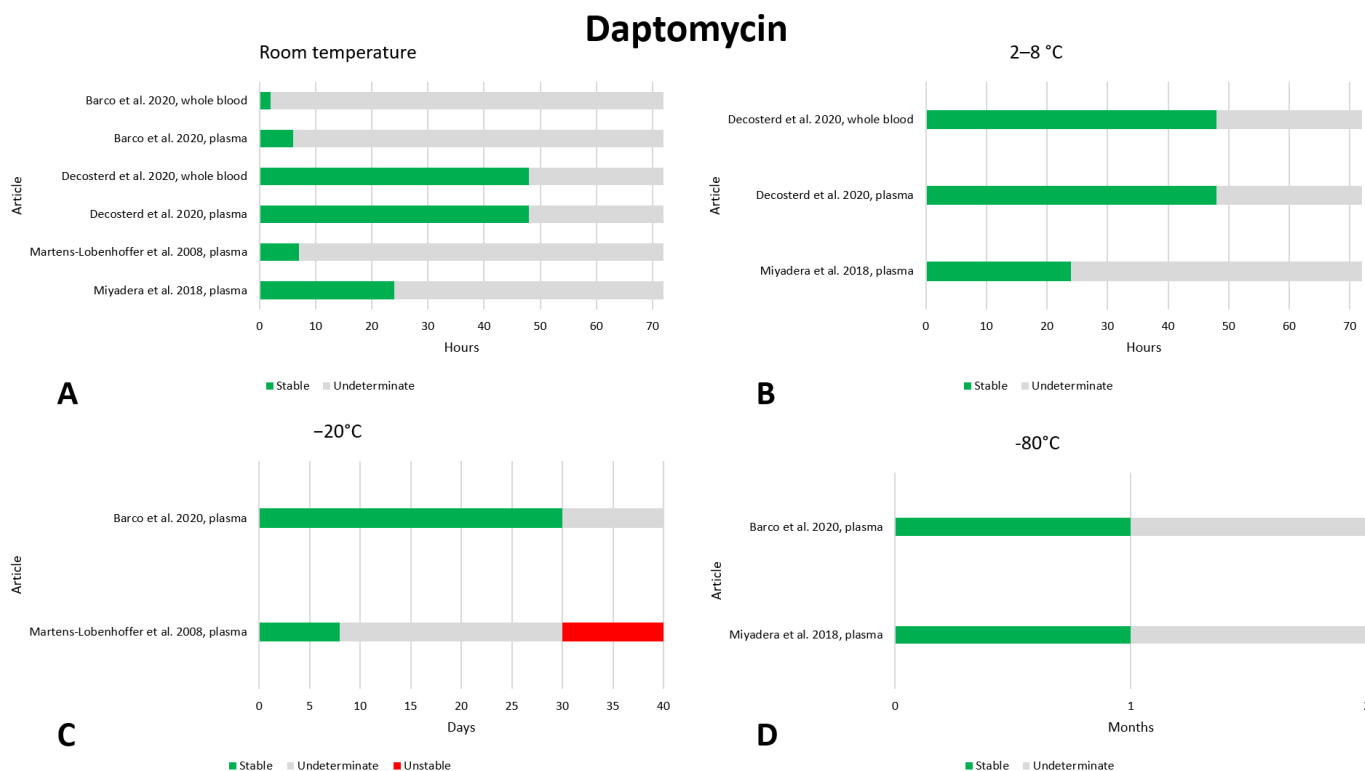 Daptomycin
Room temperature
Article
Barco et al. 2020, whole blood
Barco et al. 2020, plasma
Decosterd et al. 2020, whole blood
Decosterd et al. 2020, plasma
Martens-Lobenhoffer et al. 2008, plasma
Miyadera et al. 2018, plasma
0 10 20 30 40 50 60 70
Hours
Stable Undeterminate
A
2–8 °C
Article
Decosterd et al. 2020, whole blood
Decosterd et al. 2020, plasma
Miyadera et al. 2018, plasma
0 10 20 30 40 50 60 70
Hours
Stable Undeterminate
B
−20°C
Article
Barco et al. 2020, plasma
Martens-Lobenhoffer et al. 2008, plasma
0 5 10 15 20 25 30 35 40
Days
Stable Undeterminate Unstable
C
-80°C
Article
Barco et al. 2020, plasma
Miyadera et al. 2018, plasma
0 1 2
Months
Stable Undeterminate
D